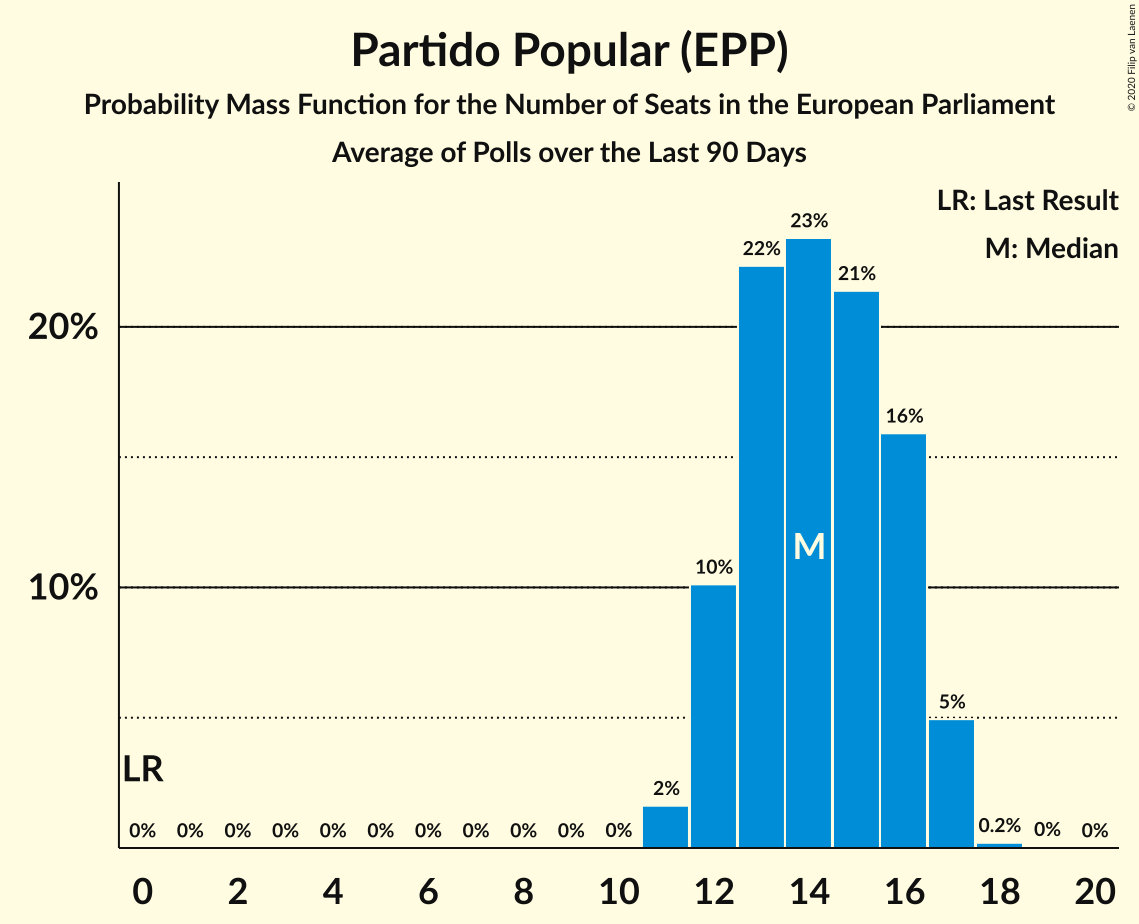 Partido Popular (EPP)
Probability Mass Function for the Number of Seats in the European Parliament
Average of Polls over the Last 90 Days
© 2020 Filip van Laenen
LR: Last Result
M: Median
20%
10%
LR
M
0% 0% 0% 0% 0% 0% 0% 0% 0% 0% 0% 2% 10% 22% 23% 21% 16% 5% 0.2% 0% 0%
0 2 4 6 8 10 12 14 16 18 20